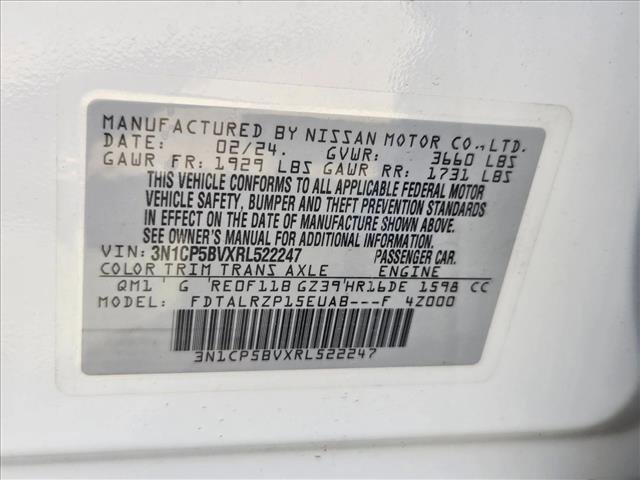 MANUFACTURED BY NISSAN MOTOR CO., LTD.
DATE: 02/24. GVWR: 3660 LBS
GAWR FR: 1929 LBS GAWR RR: 1731 LBS
THIS VEHICLE CONFORMS TO ALL APPLICABLE FEDERAL MOTOR
VEHICLE SAFETY, BUMPER AND THEFT PREVENTION STANDARDS
IN EFFECT ON THE DATE OF MANUFACTURE SHOWN ABOVE.
SEE OWNER'S MANUAL FOR ADDITIONAL INFORMATION.
VIN: 3N1CP5BVXRL522247 PASSENGER CAR.
COLOR TRIM TRANS AXLE ENGINE
QM1 G RE0F11B GZ39 HR16DE 1598 CC
MODEL: FDTALRZP15EUAB---F 4Z000
3N1CP5BVXRL522247